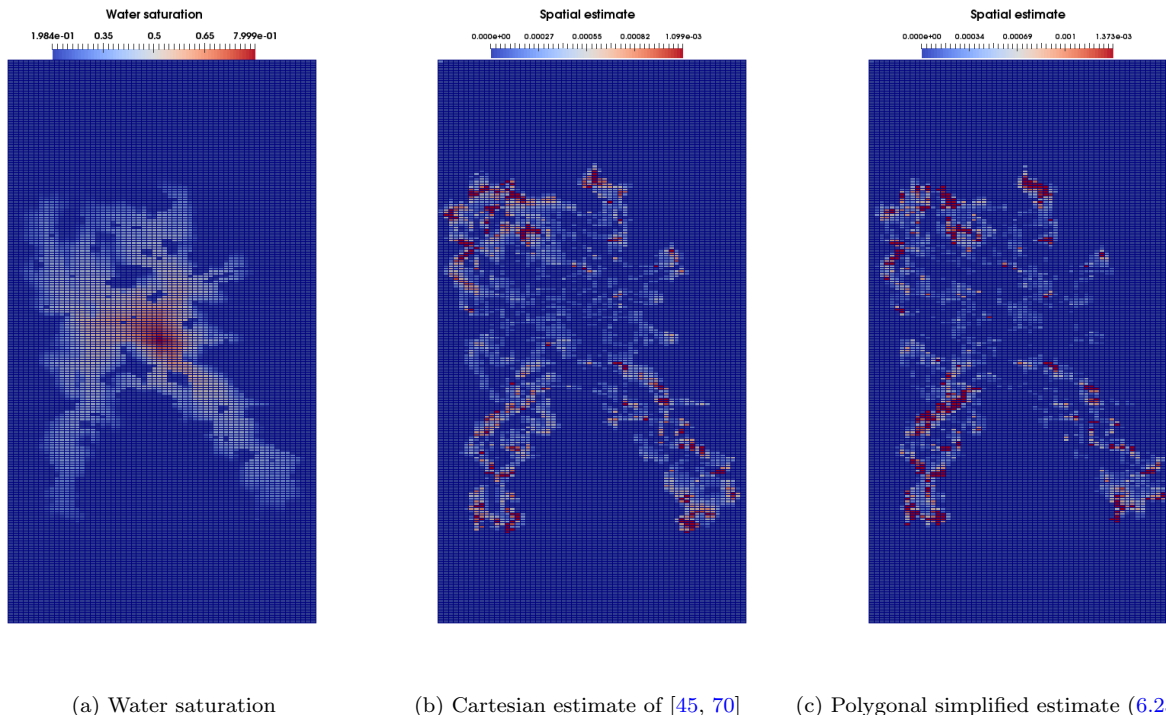 Water saturation
1.984e-01 0.35 0.5 0.65 7.999e-01
Spatial estimate
0.000e+00 0.00027 0.00055 0.00082 1.099e-03
Spatial estimate
0.000e+00 0.00034 0.00069 0.001 1.373e-03
(a) Water saturation
(b) Cartesian estimate of [45, 70]
(c) Polygonal simplified estimate (6.2